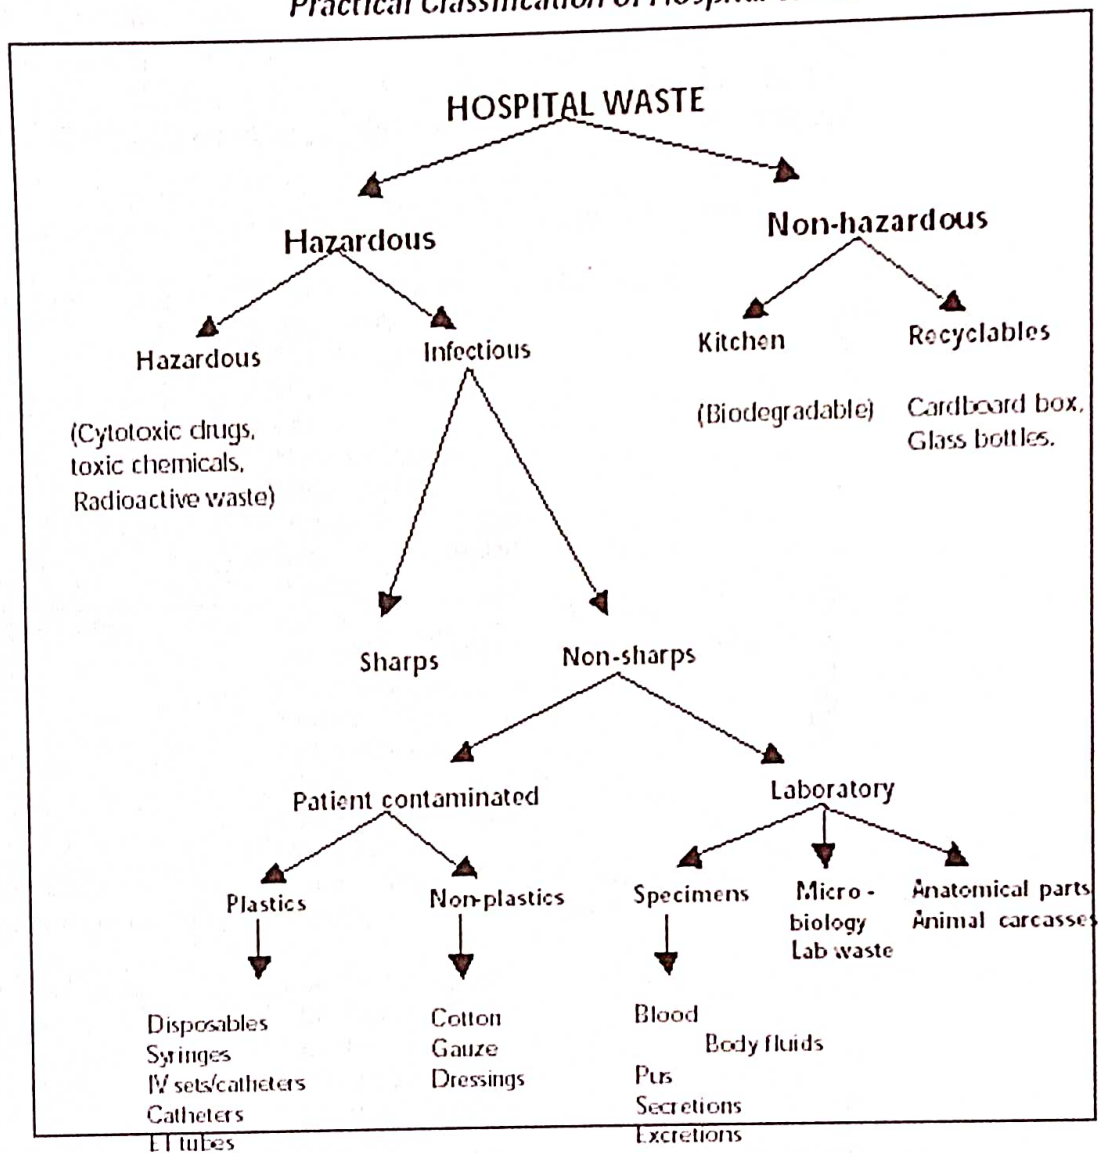 Practical Classification of Hospital
HOSPITAL WASTE
Hazardous
Non-hazardous
Hazardous
Infectious
Kitchen
Recyclables
(Cytotoxic drugs,
toxic chemicals,
Radioactive waste)
(Biodegradable)
Cardboard box,
Glass bottles.
Sharps
Non-sharps
Patient contaminated
Laboratory
Plastics
Non-plastics
Specimens
Micro -
biology
Lab waste
Anatomical parts
Animal carcasses
Disposables
Syringes
IV sets/catheters
Catheters
ET tubes
Cotton
Gauze
Dressings
Blood
Body fluids
Pus
Secretions
Excretions